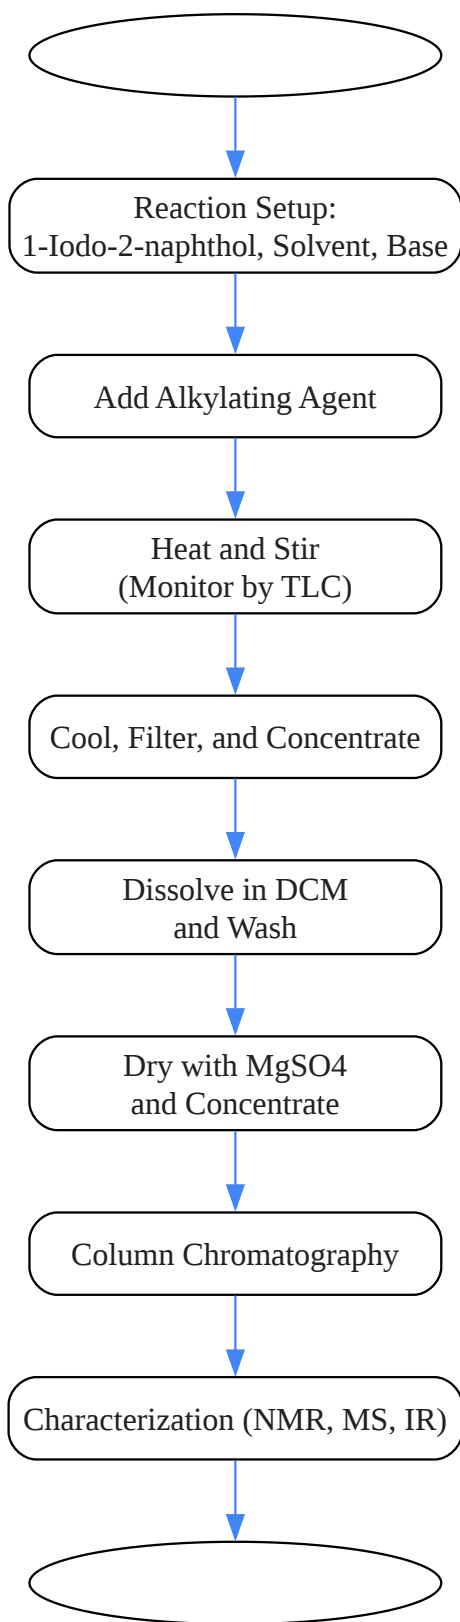 Reaction Setup:
1-Iodo-2-naphthol, Solvent, Base
Add Alkylating Agent
Heat and Stir
(Monitor by TLC)
Cool, Filter, and Concentrate
Dissolve in DCM
and Wash
Dry with MgSO4
and Concentrate
Column Chromatography
Characterization (NMR, MS, IR)